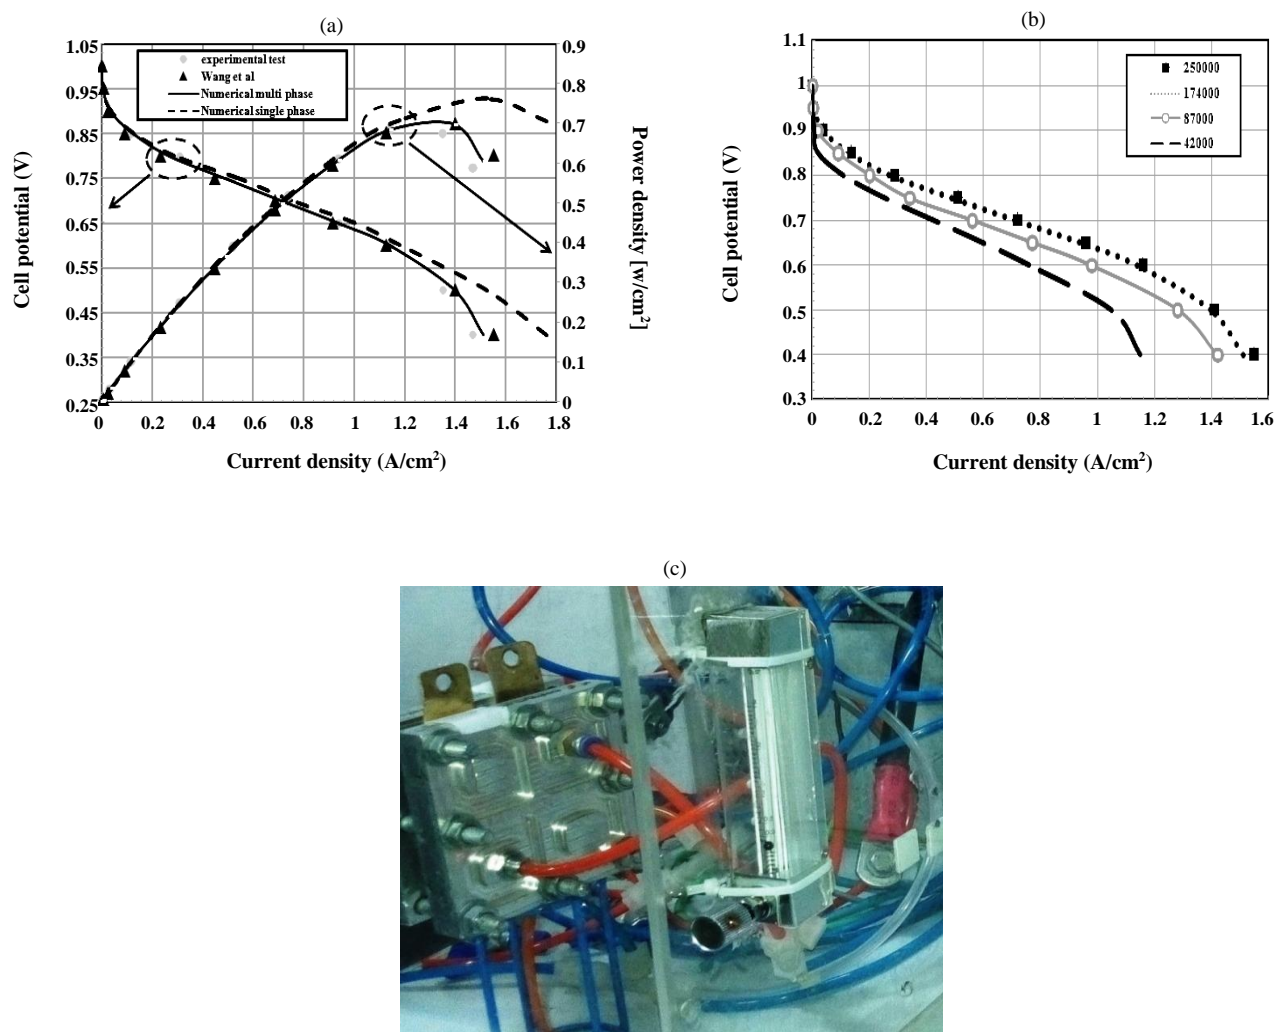 (a)
1.05
0.95
0.85
0.75
0.65
0.55
0.45
0.35
0.25
Cell potential (V)
experimental test
Wang et al
Numerical multi phase
Numerical single phase
0.9
0.8
0.7
0.6
0.5
0.4
0.3
0.2
0.1
0
Power density [w/cm²]
0 0.2 0.4 0.6 0.8 1 1.2 1.4 1.6 1.8
Current density (A/cm²)
(b)
1.1
1
0.9
0.8
0.7
0.6
0.5
0.4
0.3
Cell potential (V)
250000
174000
87000
42000
0 0.2 0.4 0.6 0.8 1 1.2 1.4 1.6
Current density (A/cm²)
(c)